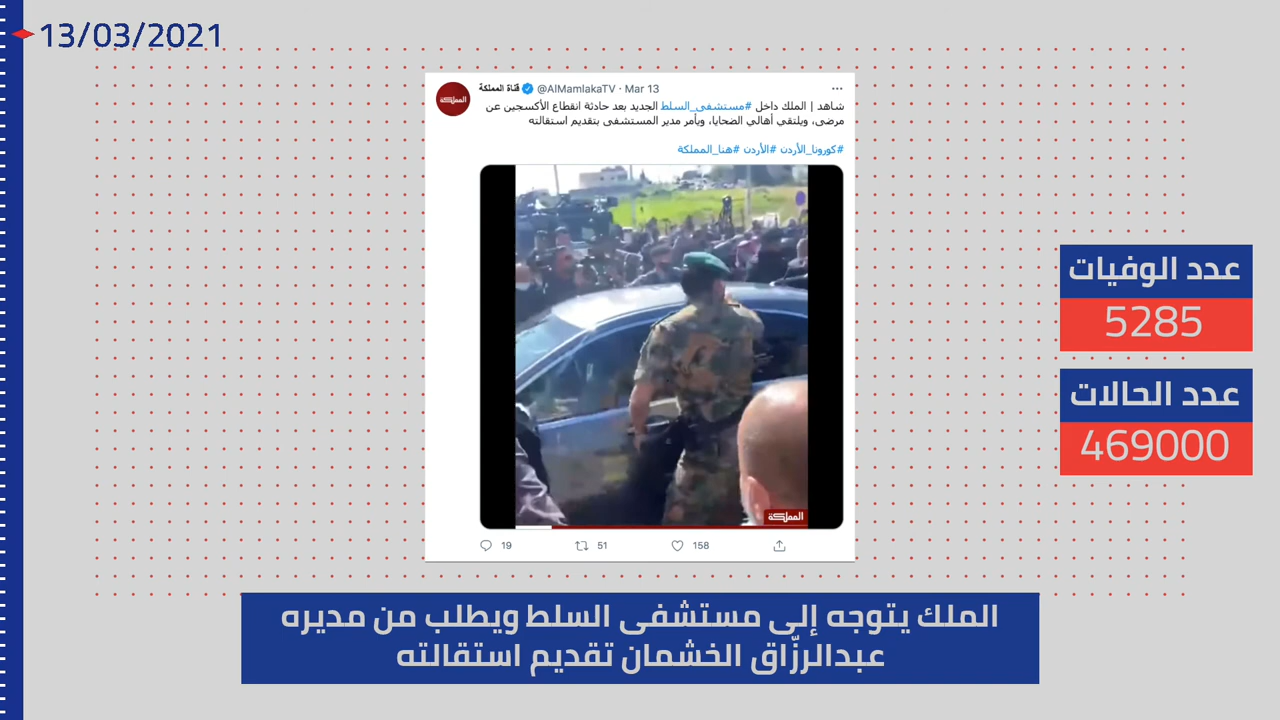 13/03/2021
قناة المملكة @AlMamlakaTV · Mar 13
المملكة
شاهد | الملك داخل #مستشفى_السلط الجديد بعد حادثة انقطاع الأكسجين عن
مرضى، ويلتقي أهالي الضحايا، ويأمر مدير المستشفى بتقديم استقالته
#كورونا_الأردن #الأردن #هنا_المملكة
المملكة
19 51 158
عدد الوفيات
5285
عدد الحالات
469000
الملك يتوجه إلى مستشفى السلط ويطلب من مديره
عبدالرزّاق الخشمان تقديم استقالته